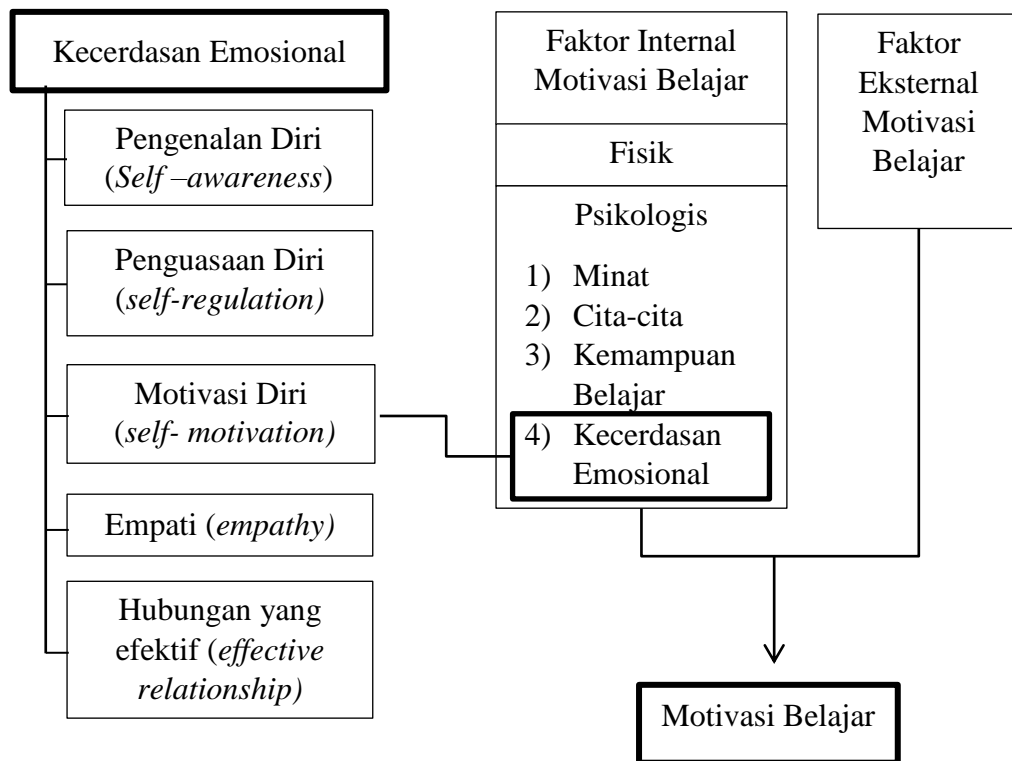 Kecerdasan Emosional
Pengenalan Diri
(Self –awareness)
Penguasaan Diri
(self-regulation)
Motivasi Diri
(self- motivation)
Empati (empathy)
Hubungan yang
efektif (effective
relationship)
Faktor Internal
Motivasi Belajar
Fisik
Psikologis
1) Minat
2) Cita-cita
3) Kemampuan
Belajar
4) Kecerdasan
Emosional
Faktor
Eksternal
Motivasi
Belajar
Motivasi Belajar